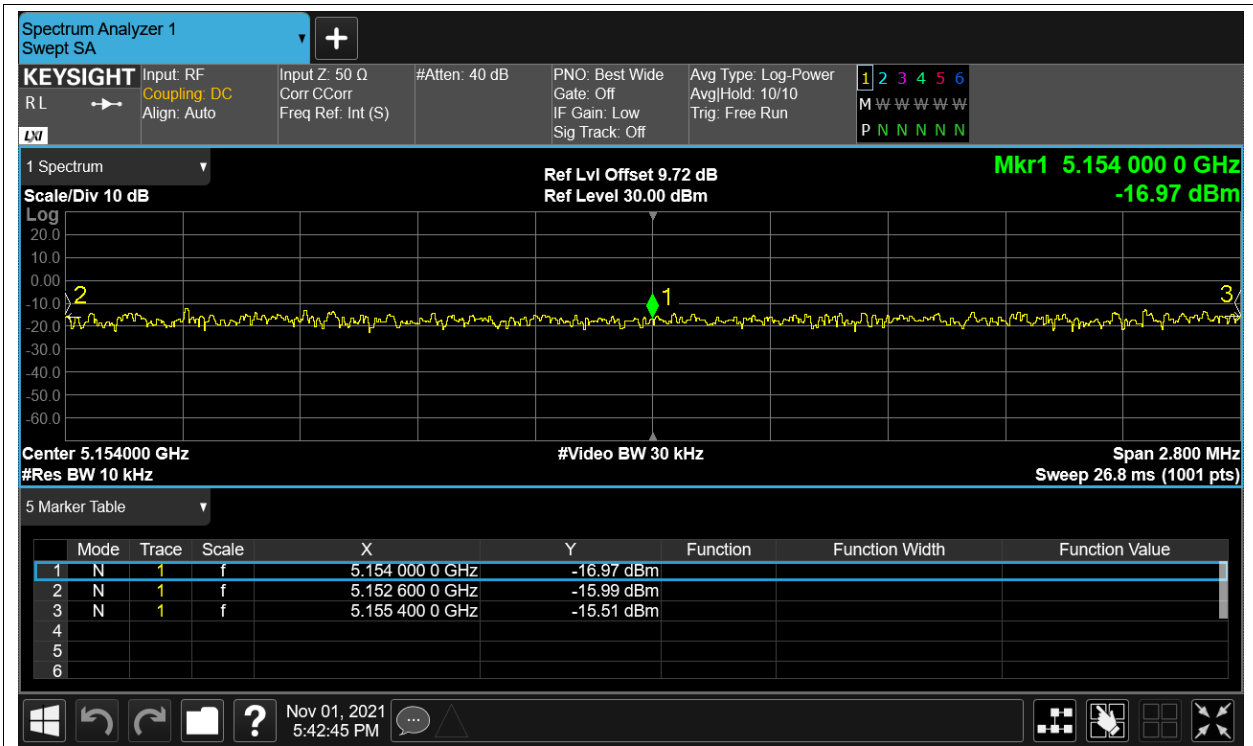 Spectrum Analyzer 1
Swept SA
KEYSIGHT
R L
LXI
Input: RF
Coupling: DC
Align: Auto
Input Z: 50 Ω
Corr CCorr
Freq Ref: Int (S)
#Atten: 40 dB
PNO: Best Wide
Gate: Off
IF Gain: Low
Sig Track: Off
Avg Type: Log-Power
Avg|Hold: 10/10
Trig: Free Run
1 2 3 4 5 6
M W W W W W
P N N N N N
1 Spectrum
Scale/Div 10 dB
Ref Lvl Offset 9.72 dB
Ref Level 30.00 dBm
Mkr1 5.154 000 0 GHz
-16.97 dBm
Log
20.0
10.0
0.00
-10.0
-20.0
-30.0
-40.0
-50.0
-60.0
2
1
3
Center 5.154000 GHz
#Res BW 10 kHz
#Video BW 30 kHz
Span 2.800 MHz
Sweep 26.8 ms (1001 pts)
5 Marker Table
Mode Trace Scale X Y Function Function Width Function Value
1 N 1 f 5.154 000 0 GHz -16.97 dBm
2 N 1 f 5.152 600 0 GHz -15.99 dBm
3 N 1 f 5.155 400 0 GHz -15.51 dBm
4
5
6
?
Nov 01, 2021
5:42:45 PM